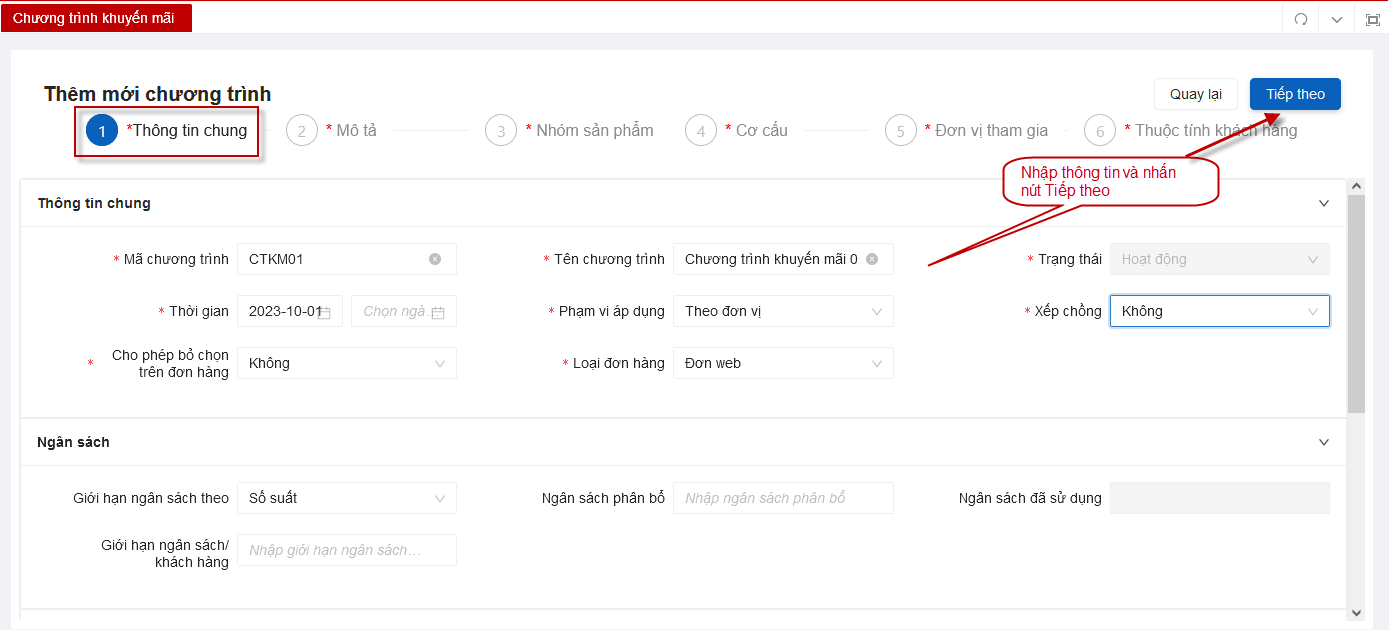 Chương trình khuyến mãi
Thêm mới chương trình
Quay lại
Tiếp theo
1 *Thông tin chung
2 * Mô tả
3 * Nhóm sản phẩm
4 * Cơ cấu
5 * Đơn vị tham gia
6 * Thuộc tính khách hàng
Nhập thông tin và nhấn
nút Tiếp theo
Thông tin chung
* Mã chương trình CTKM01
* Tên chương trình Chương trình khuyến mãi 0
* Trạng thái Hoạt động
* Thời gian 2023-10-01 Chọn ngà.
* Phạm vi áp dụng Theo đơn vị
* Xếp chồng Không
* Cho phép bỏ chọn
trên đơn hàng
Không
* Loại đơn hàng Đơn web
Ngân sách
Giới hạn ngân sách theo Số suất
Ngân sách phân bổ Nhập ngân sách phân bổ
Ngân sách đã sử dụng
Giới hạn ngân sách/
khách hàng
Nhập giới hạn ngân sách…